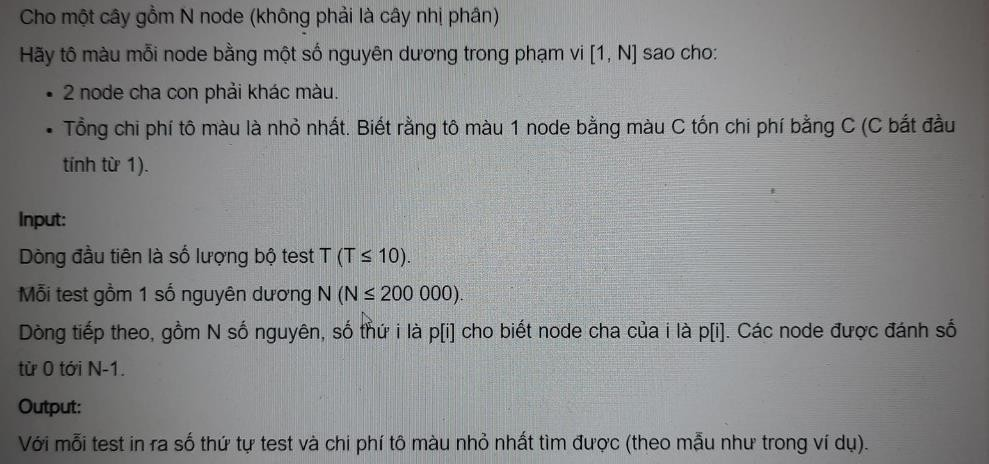 Cho một cây gồm N node (không phải là cây nhị phân)
Hãy tô màu mỗi node bằng một số nguyên dương trong phạm vi [1, N] sao cho:
• 2 node cha con phải khác màu.
• Tổng chi phí tô màu là nhỏ nhất. Biết rằng tô màu 1 node bằng màu C tốn chi phí bằng C (C bắt đầu
tính từ 1).
Input:
Dòng đầu tiên là số lượng bộ test T (T ≤ 10).
Mỗi test gồm 1 số nguyên dương N (N ≤ 200 000).
Dòng tiếp theo, gồm N số nguyên, số thứ i là p[i] cho biết node cha của i là p[i]. Các node được đánh số
từ 0 tới N-1.
Output:
Với mỗi test in ra số thứ tự test và chi phí tô màu nhỏ nhất tìm được (theo mẫu như trong ví dụ).